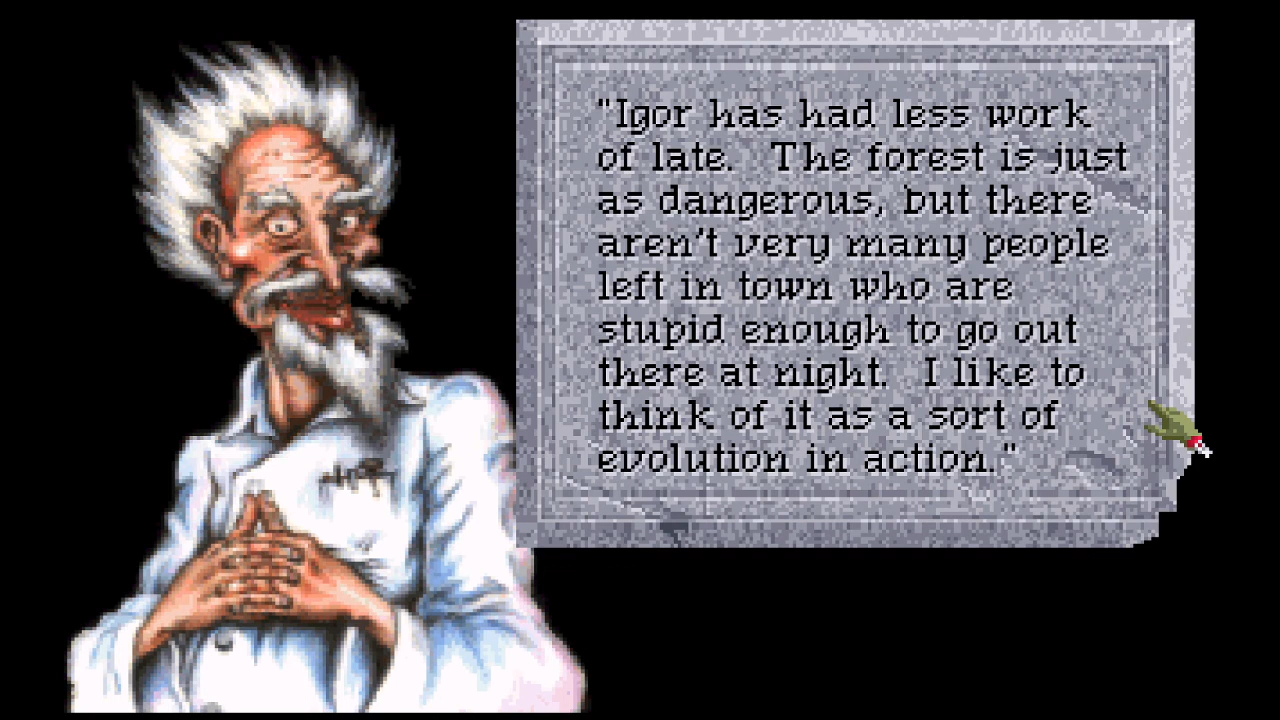 "Igor has had less work
of late.  The forest is just
as dangerous, but there
aren't very many people
left in town who are
stupid enough to go out
there at night.  I like to
think of it as a sort of
evolution in action."